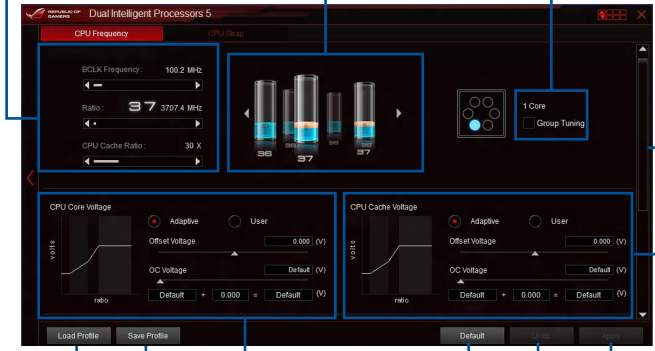 REPUBLIC OF GAMERS
Dual Intelligent Processors 5
CPU Frequency
CPU Strap
BCLK Frequency : 100.2 MHz
Ratio : 37 3707.4 MHz
CPU Cache Ratio : 30 X
36
37
36
36
37
1 Core
Group Tuning
CPU Core Voltage
volts
ratio
Adaptive
User
Offset Voltage 0.000 (V)
OC Voltage Default (V)
Default + 0.000 = Default (V)
CPU Cache Voltage
volts
ratio
Adaptive
User
Offset Voltage 0.000 (V)
OC Voltage Default (V)
Default + 0.000 = Default (V)
Load Profile
Save Profile
Default
Undo
Apply